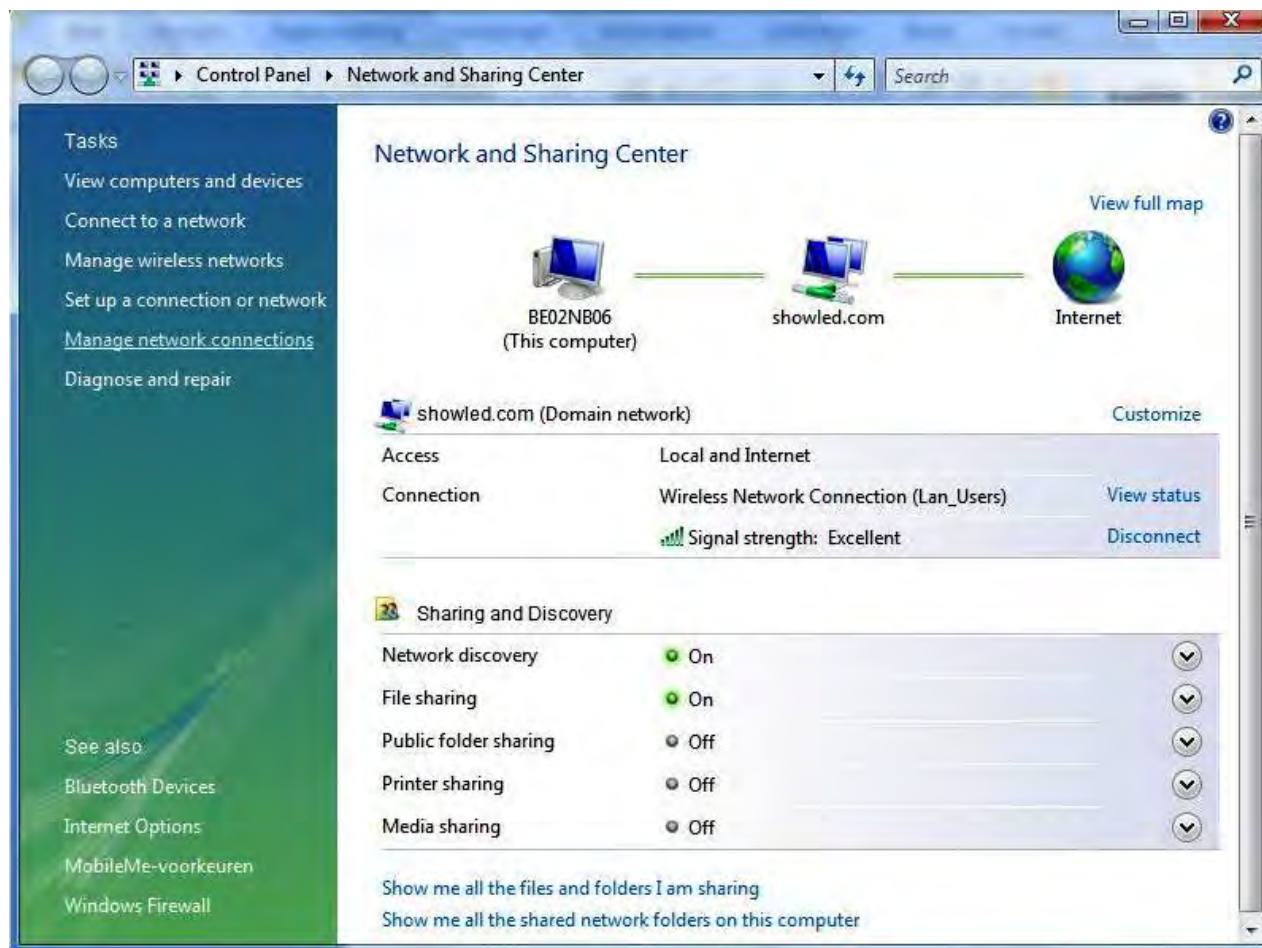 Control Panel
Network and Sharing Center
Search
Tasks
View computers and devices
Connect to a network
Manage wireless networks
Set up a connection or network
Manage network connections
Diagnose and repair
See also
Bluetooth Devices
Internet Options
MobileMe-voorkeuren
Windows Firewall
Network and Sharing Center
View full map
BE02NB06
(This computer)
showled.com
Internet
showled.com (Domain network) Customize
Access Local and Internet
Connection Wireless Network Connection (Lan_Users) View status
Signal strength: Excellent Disconnect
Sharing and Discovery
Network discovery On
File sharing On
Public folder sharing Off
Printer sharing Off
Media sharing Off
Show me all the files and folders I am sharing
Show me all the shared network folders on this computer